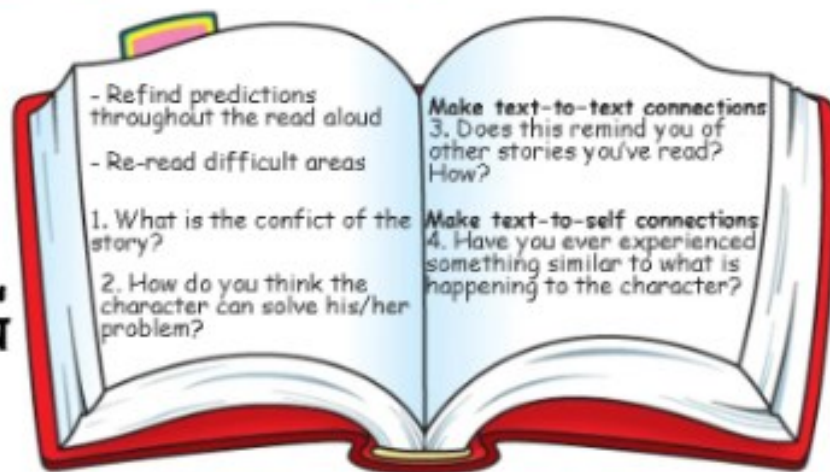 - Refind predictions
throughout the read aloud
- Re-read difficult areas
1. What is the confict of the
story?
2. How do you think the
character can solve his/her
problem?
Make text-to-text connections
3. Does this remind you of
other stories you've read?
How?
Make text-to-self connections
4. Have you ever experienced
something similar to what is
happening to the character?